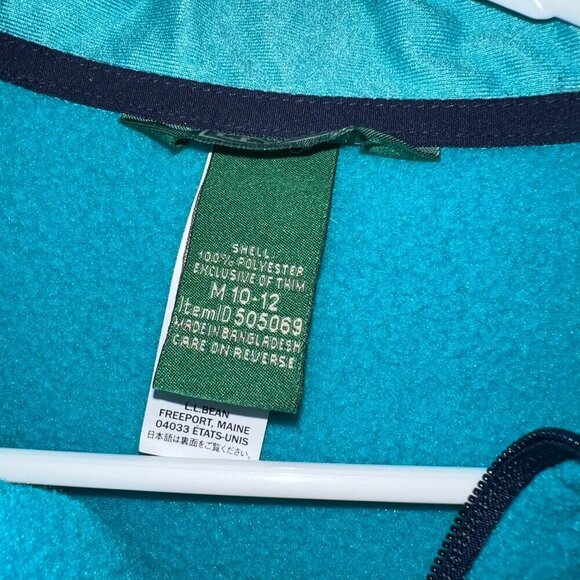 SHELL
100% POLYESTER
EXCLUSIVE OF TRIM
M 10-12
Item ID 505069
MADE IN BANGLADESH
CARE ON REVERSE
L.L.BEAN
FREEPORT, MAINE
04033 ÉTATS-UNIS
日本語は裏面をご覧ください